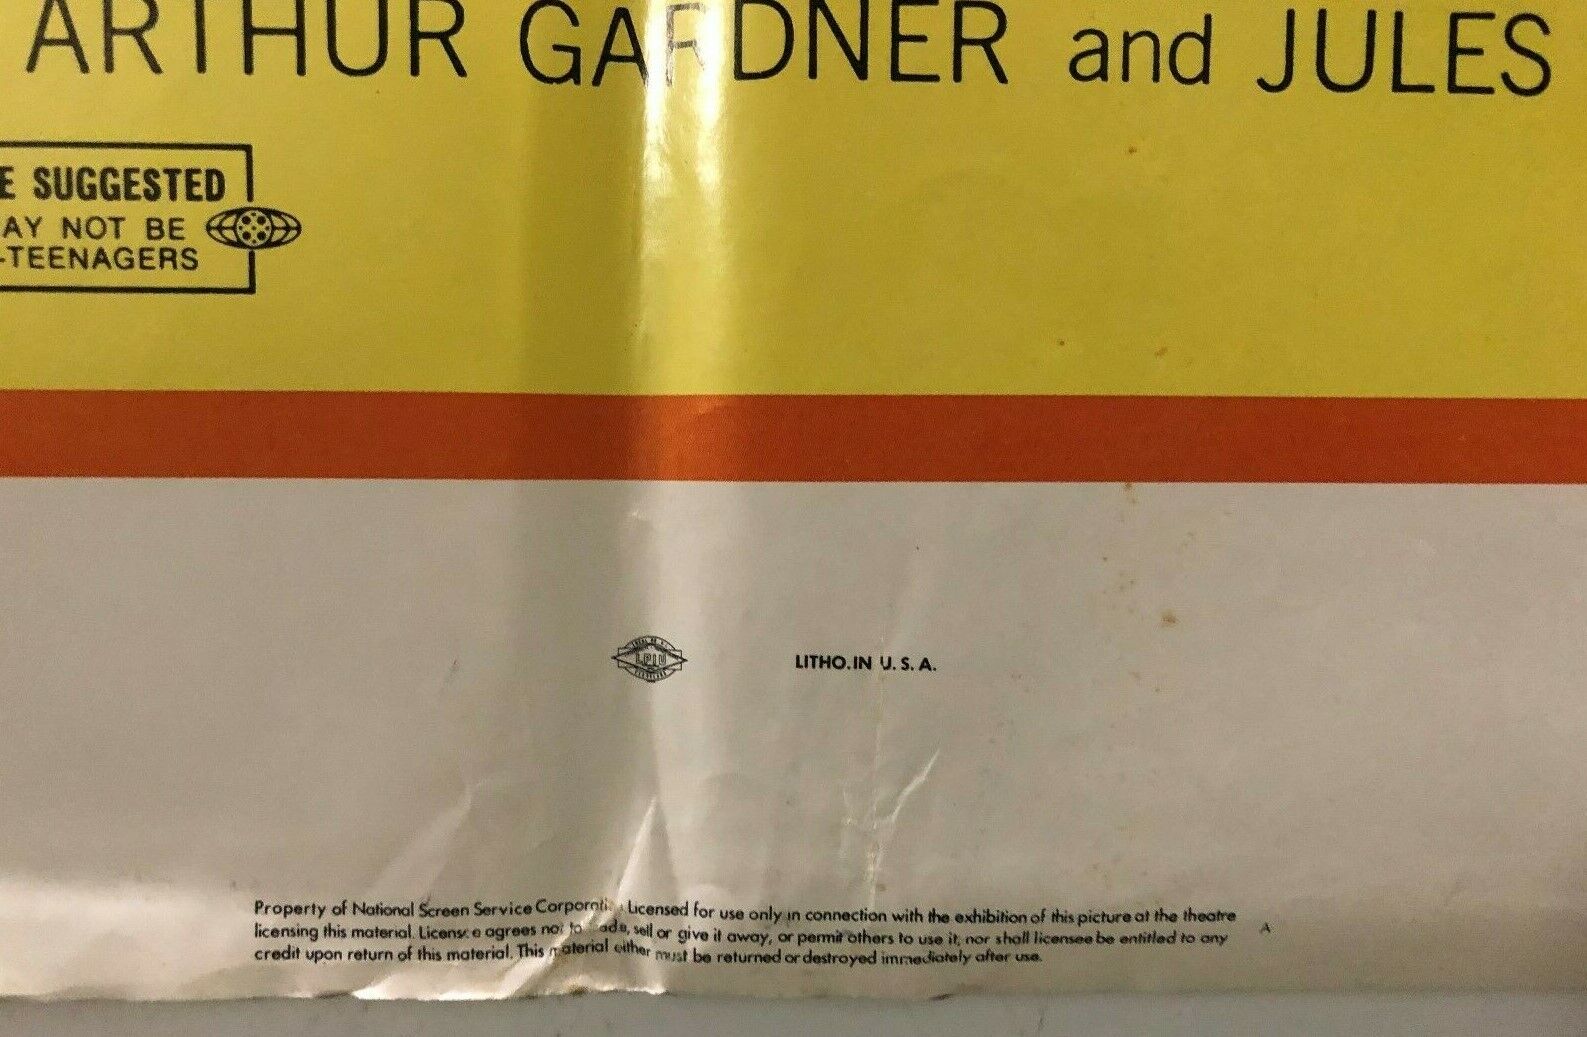 ARTHUR GARDNER and JULES
E SUGGESTED
AY NOT BE
-TEENAGERS
LPIU
LITHO. IN U. S. A.
Property of National Screen Service Licensed for use only in connection with the exhibition of this picture at the theatre
licensing this material. Licensee agrees not to sell or give it away, or permit others to use it, nor shall licensee be entitled to any
credit upon return of this material. This material either must be returned or destroyed immediately after use.
A